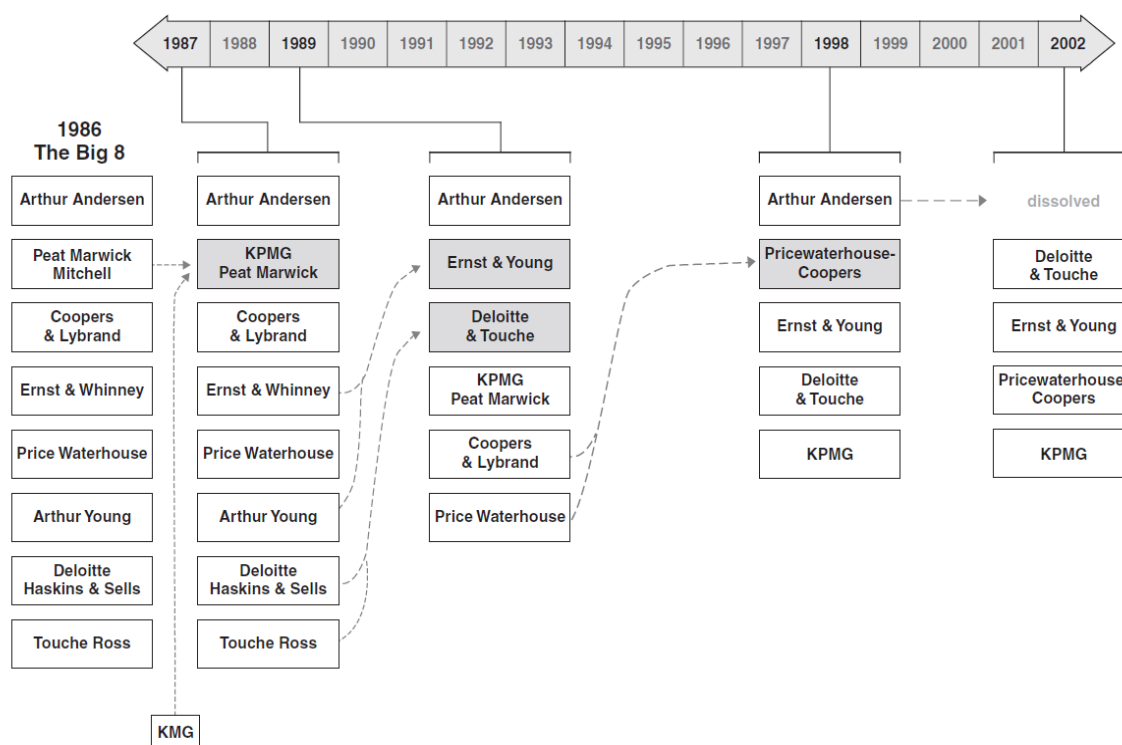 1987 1988 1989 1990 1991 1992 1993 1994 1995 1996 1997 1998 1999 2000 2001 2002
1986
The Big 8
Arthur Andersen
Peat Marwick
Mitchell
Coopers
& Lybrand
Ernst & Whinney
Price Waterhouse
Arthur Young
Deloitte
Haskins & Sells
Touche Ross
KMG
Arthur Andersen
KPMG
Peat Marwick
Coopers
& Lybrand
Ernst & Whinney
Price Waterhouse
Arthur Young
Deloitte
Haskins & Sells
Touche Ross
Arthur Andersen
Ernst & Young
Deloitte
& Touche
KPMG
Peat Marwick
Coopers
& Lybrand
Price Waterhouse
Arthur Andersen
Pricewaterhouse-
Coopers
Ernst & Young
Deloitte
& Touche
KPMG
dissolved
Deloitte
& Touche
Ernst & Young
Pricewaterhouse
Coopers
KPMG